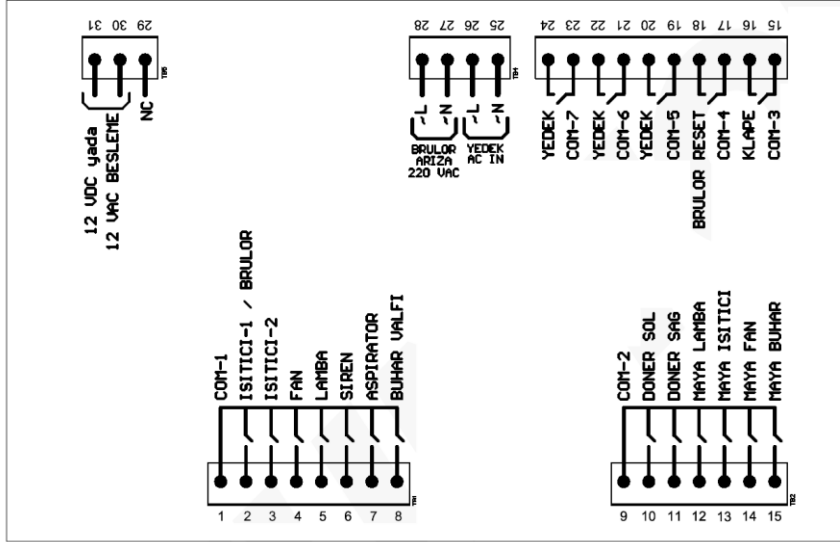 31 30 29
TB5
12 VDC yada
12 VAC BESLEME
NC
28 27 26 25
TB4
~L
~N
~L
~N
BRULOR
ARIZA
220 VAC
YEDEK
AC IN
24 23 22 21 20 19 18 17 16 15
YEDEK
COM-7
YEDEK
COM-6
YEDEK
COM-5
BRULOR RESET
COM-4
KLAPE
COM-3
COM-1
ISITICI-1 / BRULOR
ISITICI-2
FAN
LAMBA
SIREN
ASPIRATOR
BUHAR VALFI
1 2 3 4 5 6 7 8
COM-2
DONER SOL
DONER SAG
MAYA LAMBA
MAYA ISITICI
MAYA FAN
MAYA BUHAR
TB2
9 10 11 12 13 14 15